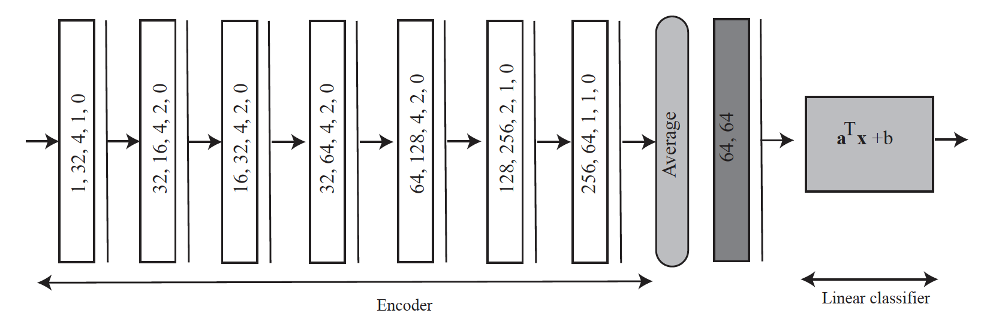 1, 32, 4, 1, 0
32, 16, 4, 2, 0
16, 32, 4, 2, 0
32, 64, 4, 2, 0
64, 128, 4, 2, 0
128, 256, 2, 1, 0
256, 64, 1, 1, 0
Average
64, 64
aᵀx +b
Encoder
Linear classifier